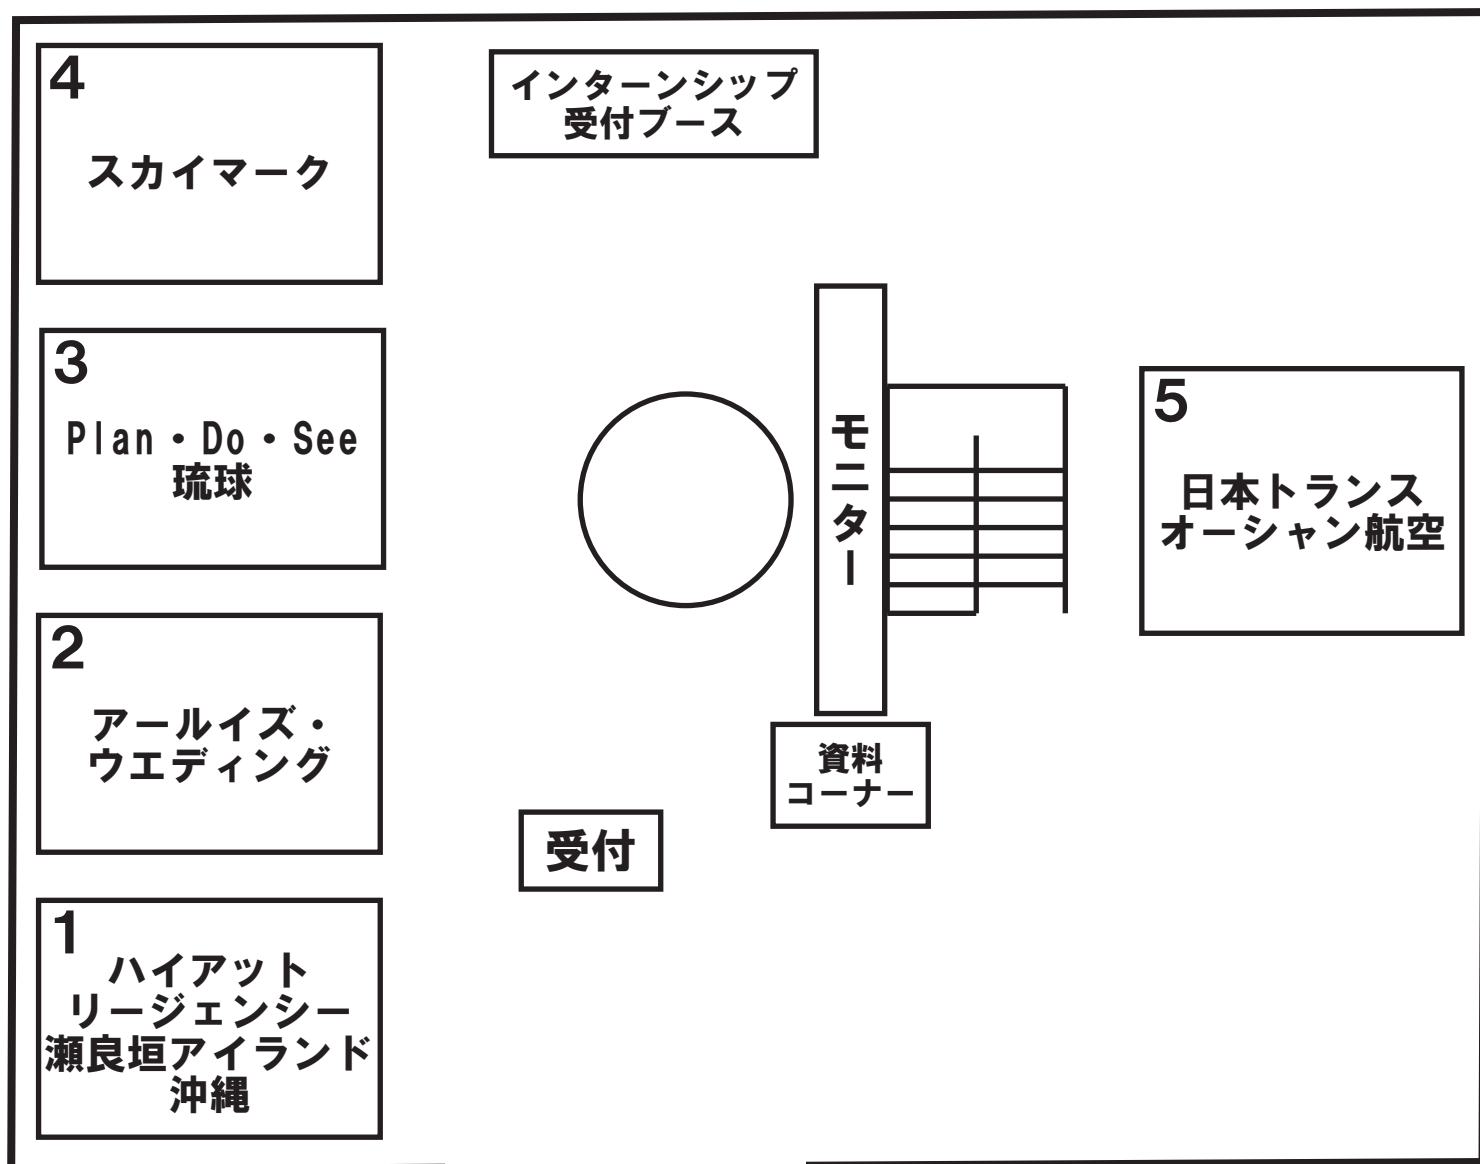 4
スカイマーク
インターンシップ
受付ブース
3
Plan・Do・See
琉球
モニター
5
日本トランス
オーシャン航空
2
アールイズ・
ウエディング
資料
コーナー
受付
1
ハイアット
リージェンシー
瀬良垣アイランド
沖縄